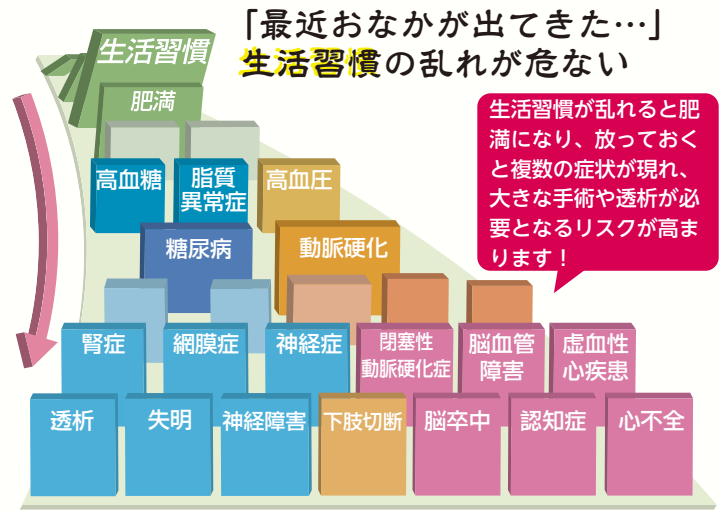 「最近おなかが出てきた…」
生活習慣の乱れが危ない
生活習慣
肥満
生活習慣が乱れると肥
満になり、放っておく
と複数の症状が現れ、
大きな手術や透析が必
要となるリスクが高ま
ります！
高血糖
脂質
異常症
高血圧
糖尿病
動脈硬化
腎症
網膜症
神経症
閉塞性
動脈硬化症
脳血管
障害
虚血性
心疾患
透析
失明
神経障害
下肢切断
脳卒中
認知症
心不全